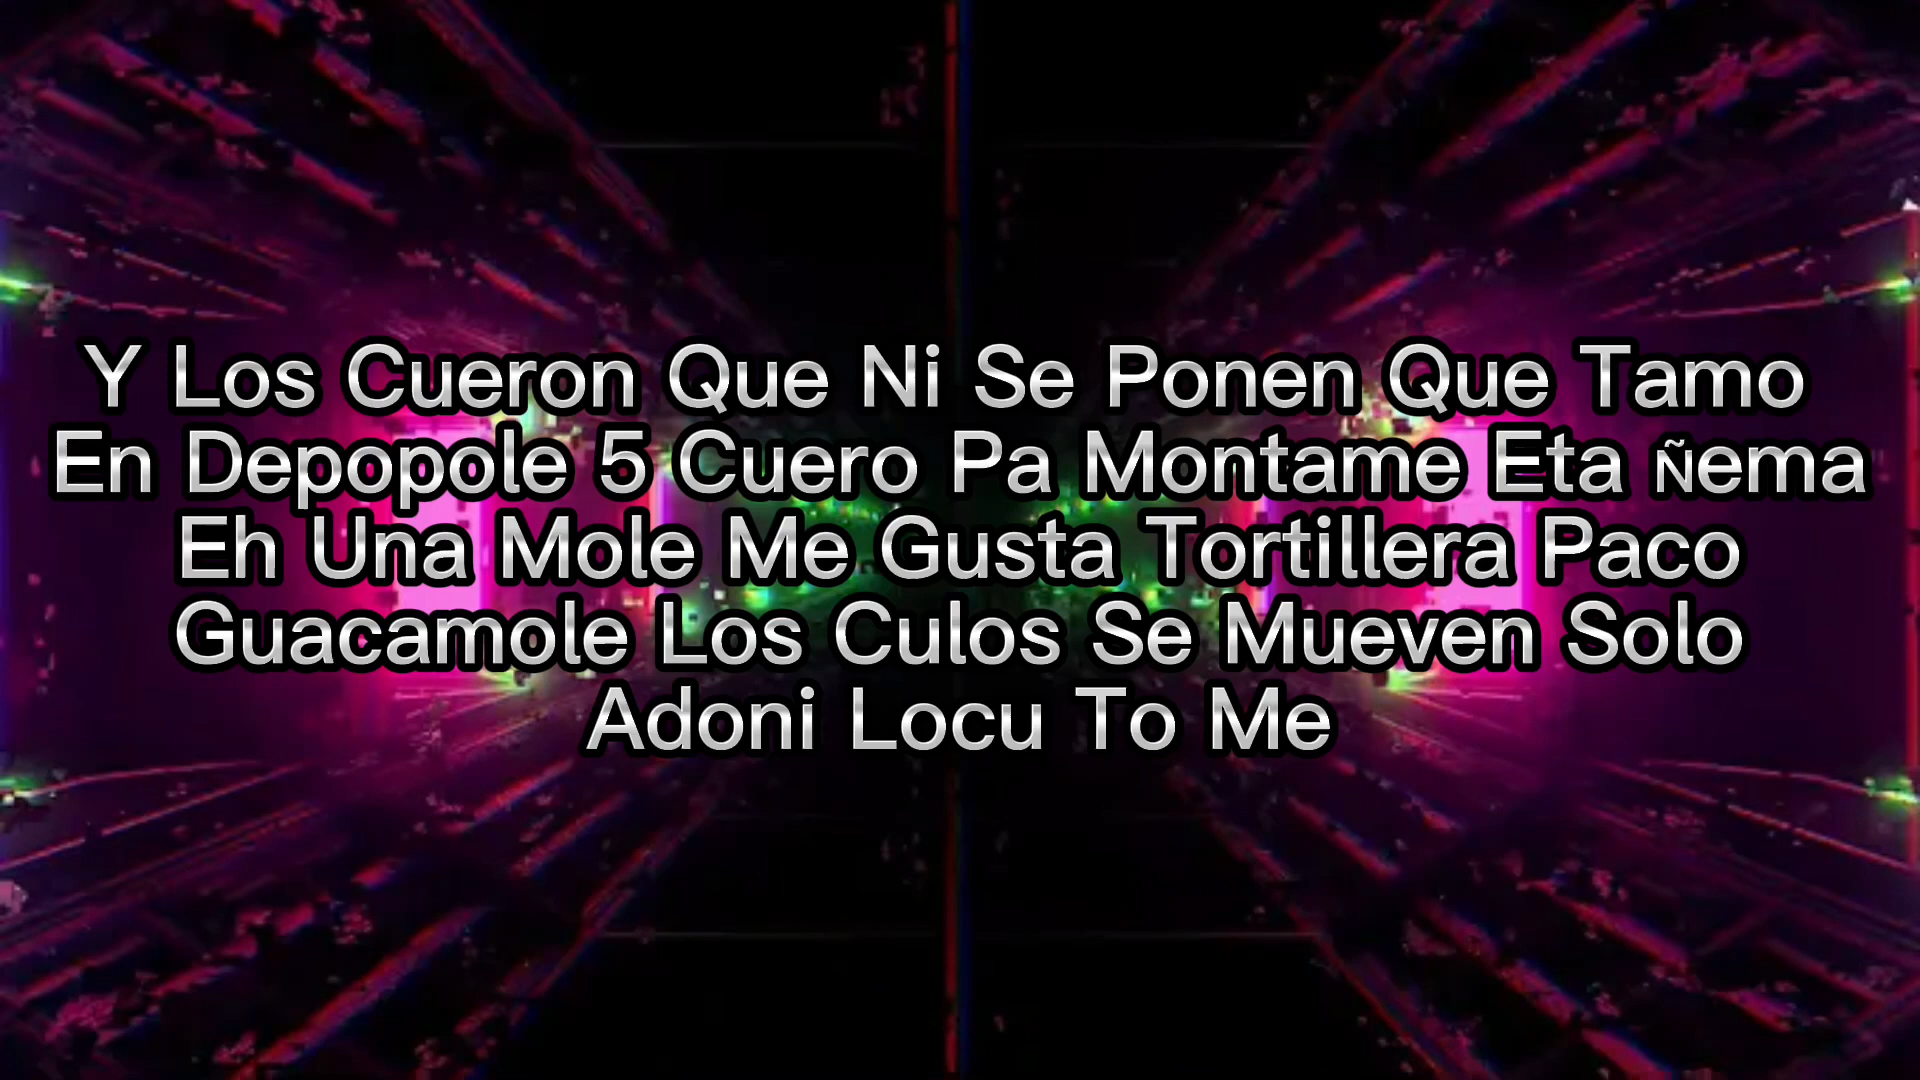 Y Los Cueron Que Ni Se Ponen Que Tamo
En Depopole 5 Cuero Pa Montame Eta Ñema
Eh Una Mole Me Gusta Tortillera Paco
Guacamole Los Culos Se Mueven Solo
Adoni Locu To Me